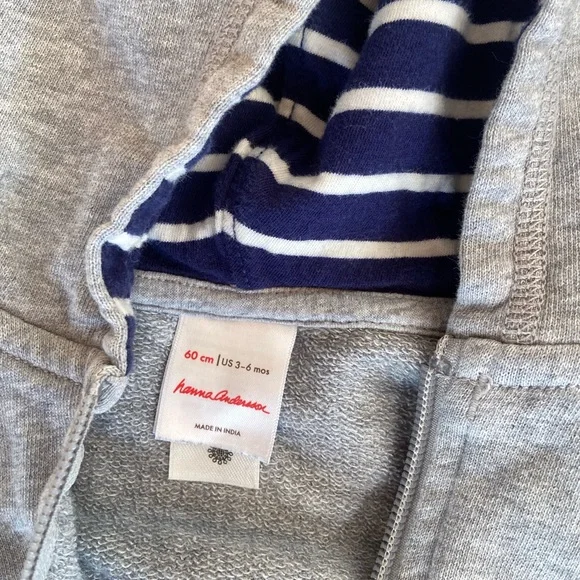 60 cm | US 3-6 mos
hanna andersson
MADE IN INDIA